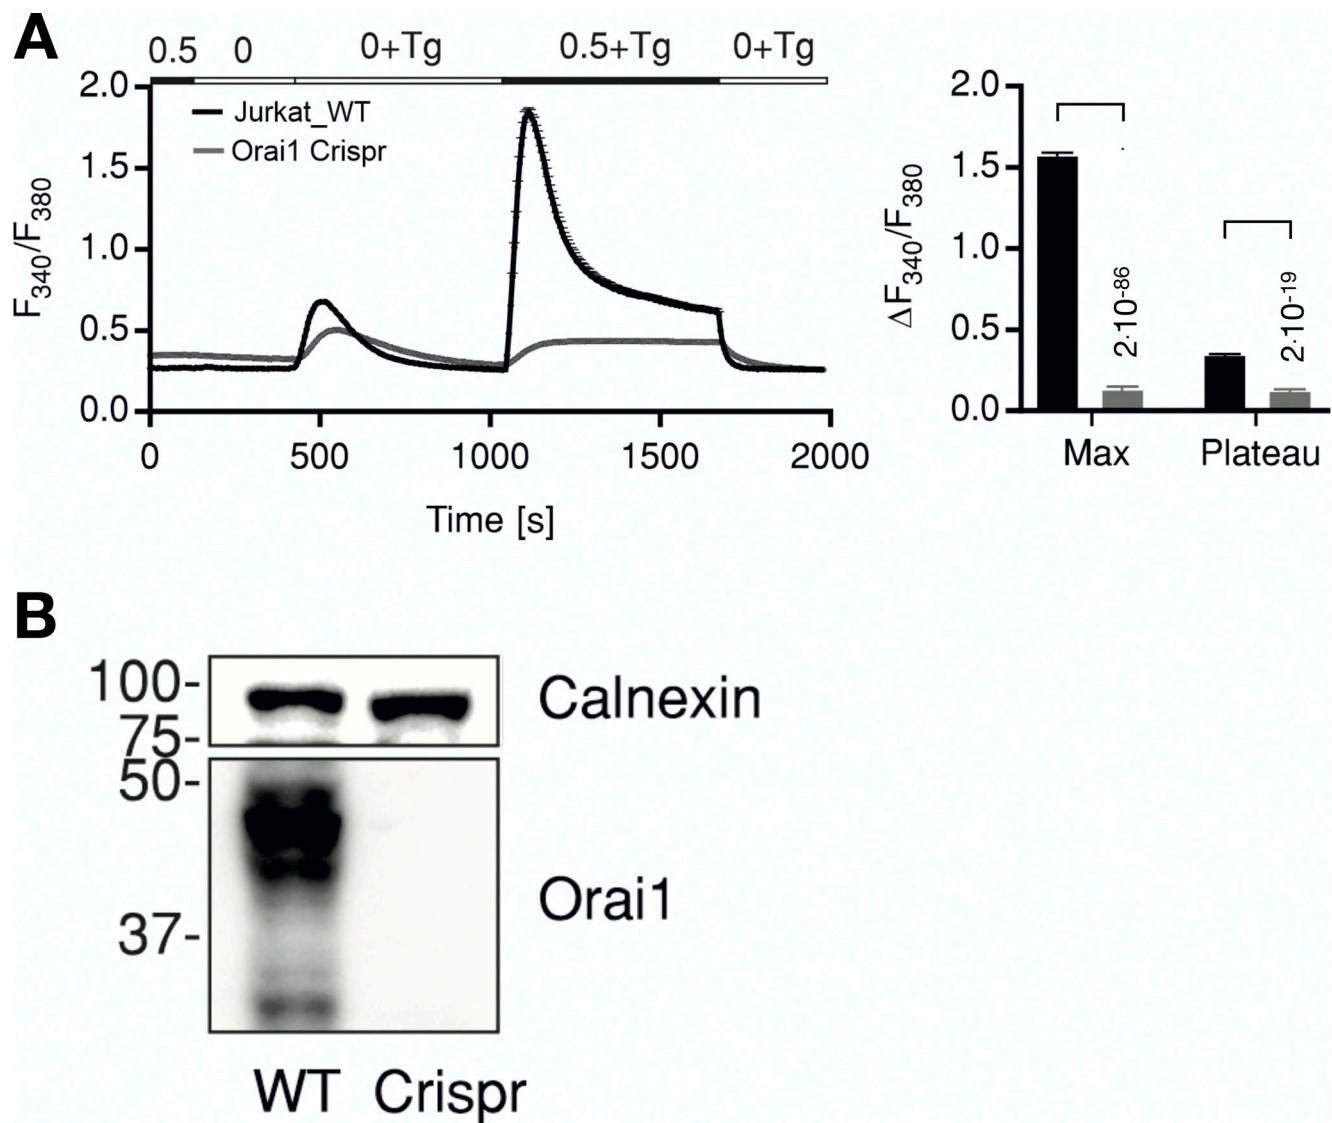 A
0.5 0 0+Tg 0.5+Tg 0+Tg
Jurkat_WT
Orai1 Crispr
F340/F380
2.0
1.5
1.0
0.5
0.0
0 500 1000 1500 2000
Time [s]
ΔF340/F380
2.0
1.5
1.0
0.5
0.0
2·10-86
2·10-19
Max Plateau
B
100-
75-
50-
37-
Calnexin
Orai1
WT Crispr